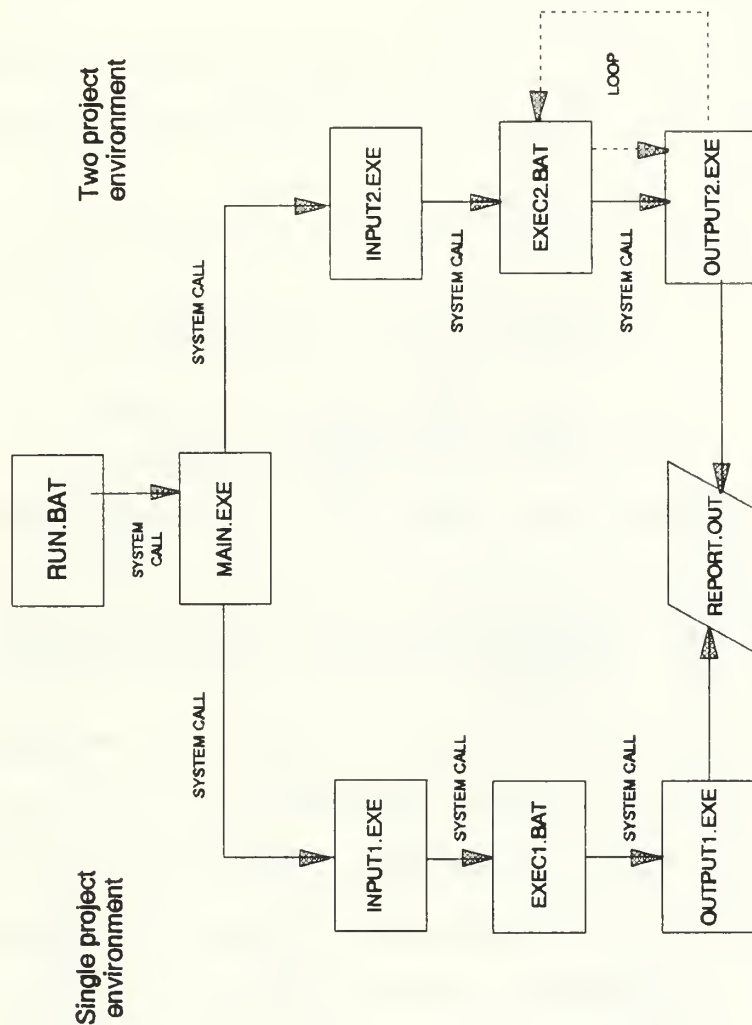 Single project
environment
Two project
environment
RUN.BAT
SYSTEM
CALL
MAIN.EXE
SYSTEM CALL
SYSTEM CALL
INPUT1.EXE
INPUT2.EXE
SYSTEM CALL
SYSTEM CALL
EXEC1.BAT
EXEC2.BAT
SYSTEM CALL
SYSTEM CALL
LOOP
OUTPUT1.EXE
REPORT.OUT
OUTPUT2.EXE